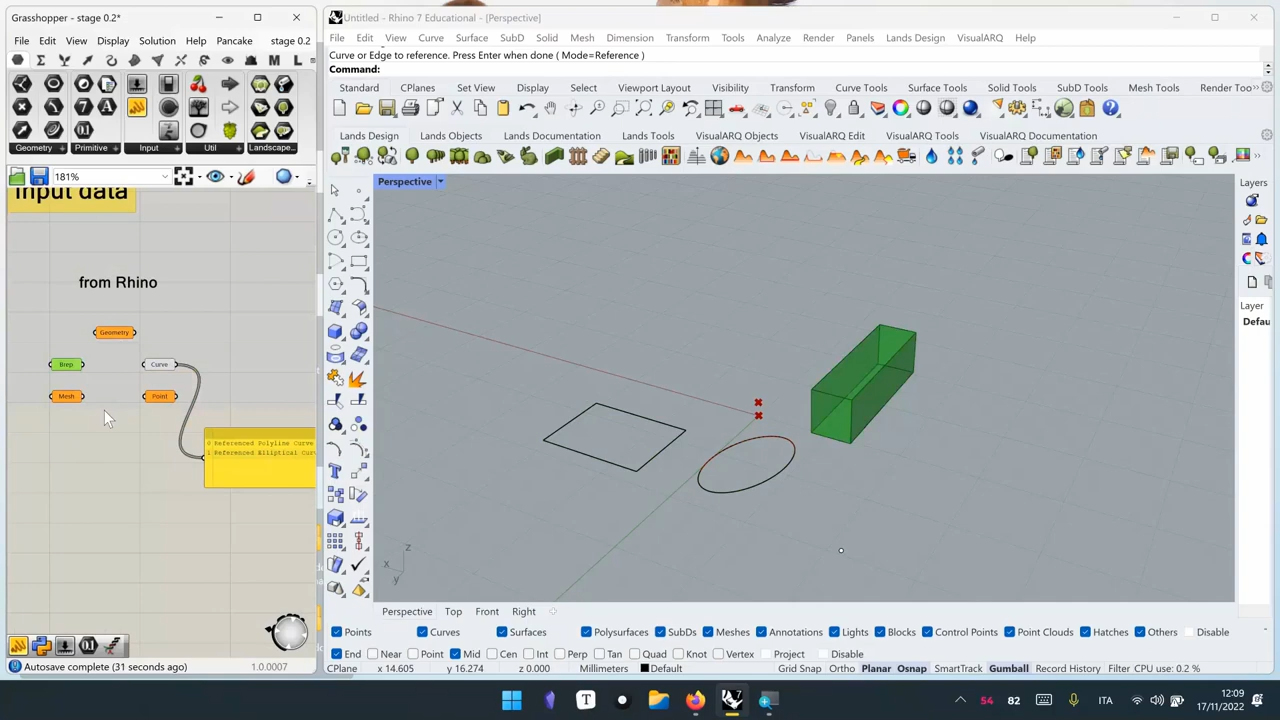 Grasshopper - stage 0.2*
File Edit View Display Solution Help Pancake stage 0.2
Geometry Primitive Input Util Landscape...
181%
Input data
from Rhino
Geometry
Brep
Curve
Mesh
Point
0 Referenced Polyline Curve
1 Referenced Elliptical Curve
Autosave complete (31 seconds ago)
1.0.0007
Untitled - Rhino 7 Educational - [Perspective]
File Edit View Curve Surface SubD Solid Mesh Dimension Transform Tools Analyze Render Panels Lands Design VisualARQ Help
Curve or Edge to reference. Press Enter when done ( Mode=Reference )
Command:
Standard CPlanes Set View Display Select Viewport Layout Visibility Transform Curve Tools Surface Tools Solid Tools SubD Tools Mesh Tools Render Too
Lands Design Lands Objects Lands Documentation Lands Tools VisualARQ Objects VisualARQ Edit VisualARQ Tools VisualARQ Documentation
Perspective
Layers
Layer
Defau
z
x
y
Perspective Top Front Right
Points Curves Surfaces Polysurfaces SubDs Meshes Annotations Lights Blocks Control Points Point Clouds Hatches Others Disable
End Near Point Mid Cen Int Perp Tan Quad Knot Vertex Project Disable
CPlane x 14.605 y 16.274 z 0.000 Millimeters Default Grid Snap Ortho Planar Osnap SmartTrack Gumball Record History Filter CPU use: 0.2 %
54 82 ITA
12:09
17/11/2022